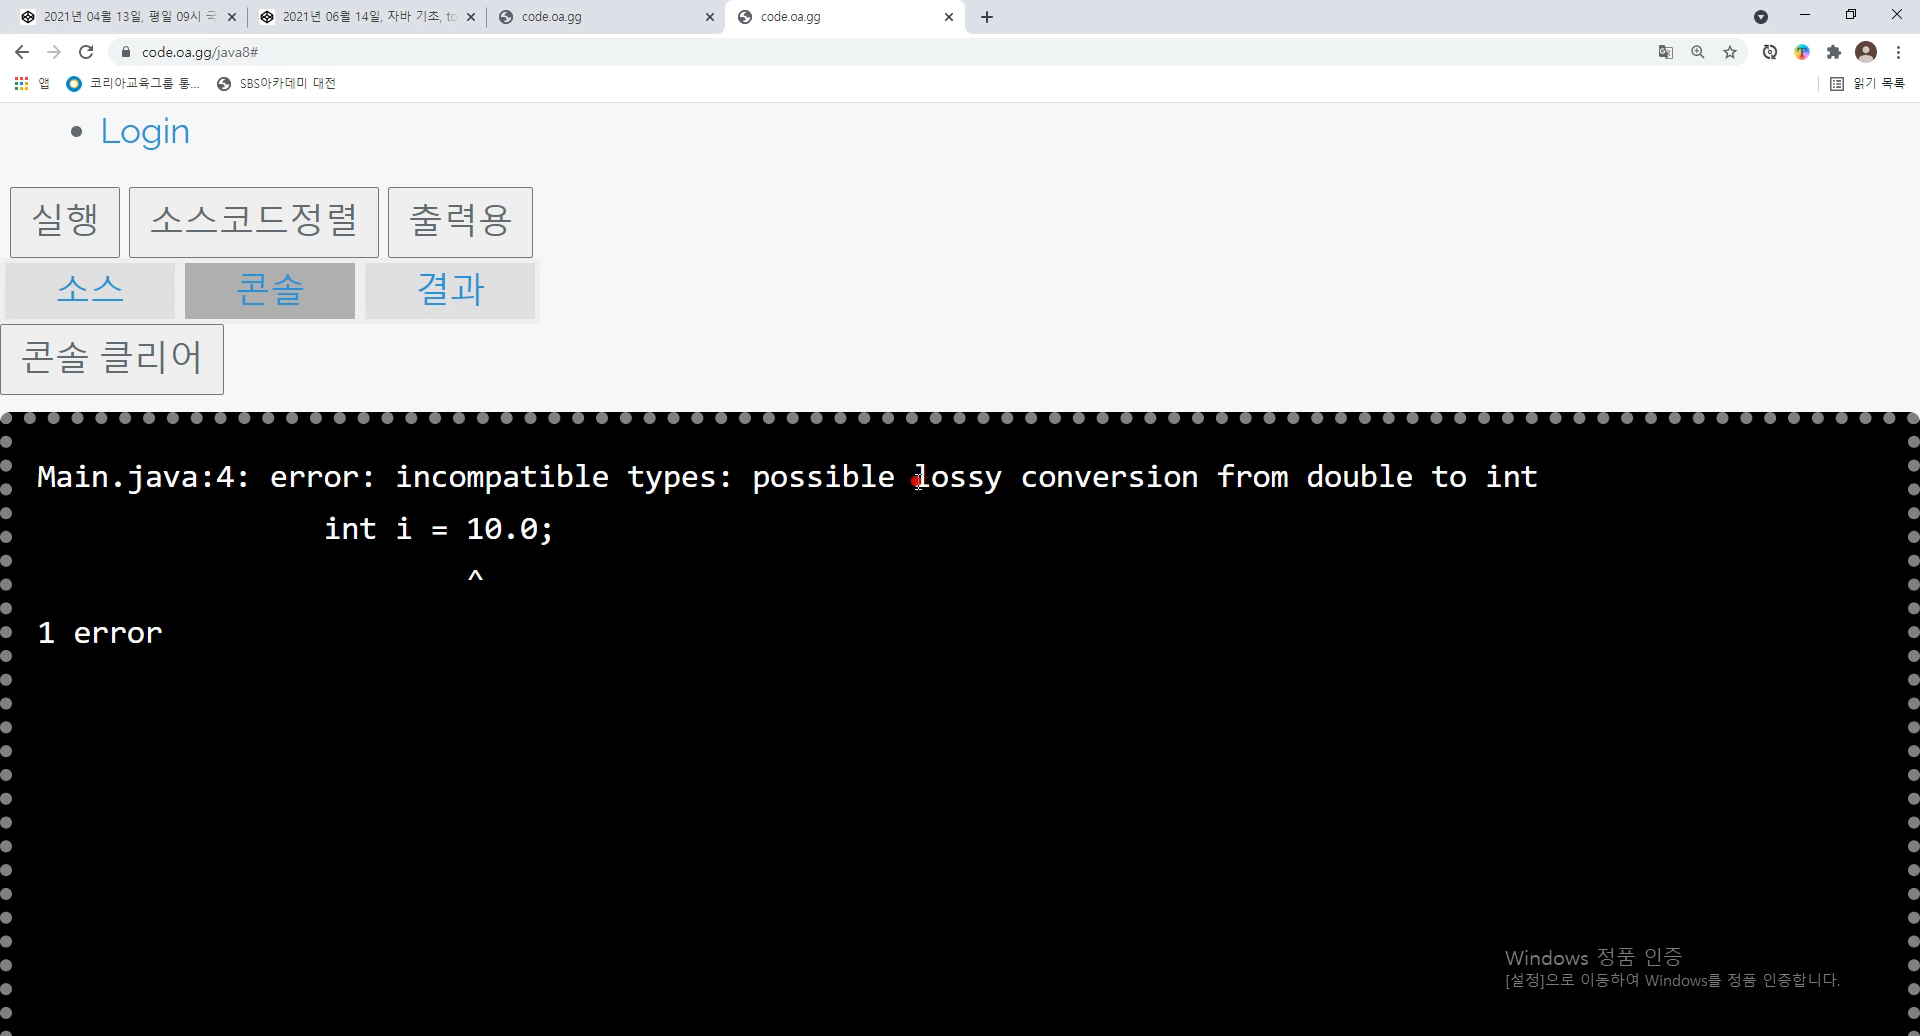 2021년 04월 13일, 평일 09시 국
2021년 06월 14일, 자바 기초, to
code.oa.gg
code.oa.gg
code.oa.gg/java8#
앱
코리아교육그룹 통...
SBS아카데미 대전
읽기 목록
Login
실행
소스코드정렬
출력용
소스
콘솔
결과
콘솔 클리어
Main.java:4: error: incompatible types: possible lossy conversion from double to int
int i = 10.0;
^
1 error
Windows 정품 인증
[설정]으로 이동하여 Windows를 정품 인증합니다.